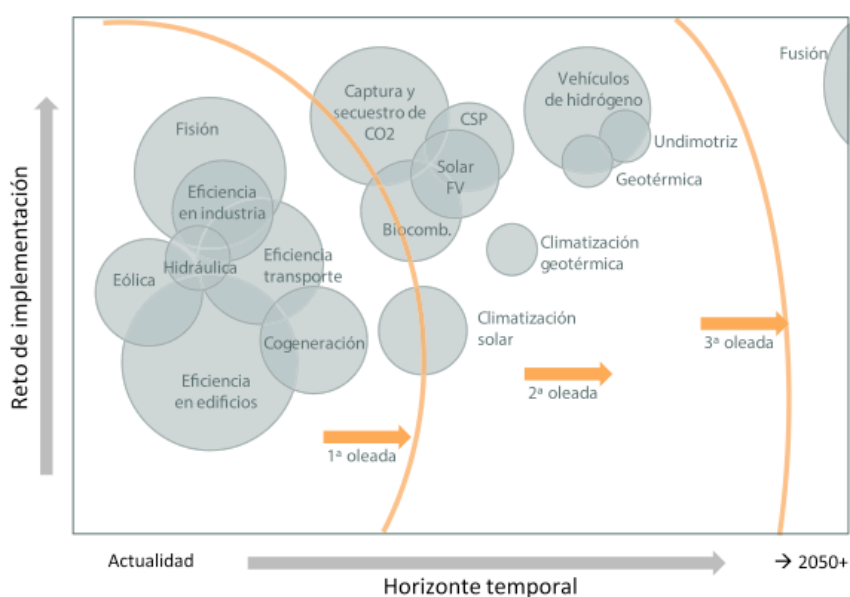 Fusión
Vehículos
de hidrógeno
Captura y
secuestro de
CO2
CSP
Fisión
Undimotriz
Solar
FV
Geotérmica
Eficiencia
en industria
Biocomb.
Climatización
geotérmica
Eficiencia
transporte
Hidráulica
Eólica
Climatización
solar
Cogeneración
3ª oleada
Eficiencia
en edificios
2ª oleada
1ª oleada
Reto de implementación
Actualidad
→ 2050+
Horizonte temporal